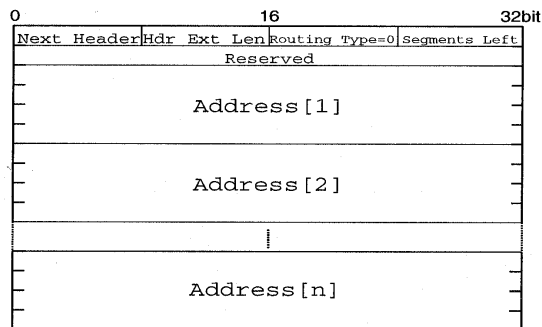 0 16 32bit
Next Header Hdr Ext Len Routing Type=0 Segments Left
Reserved
Address[1]
Address[2]
Address[n]